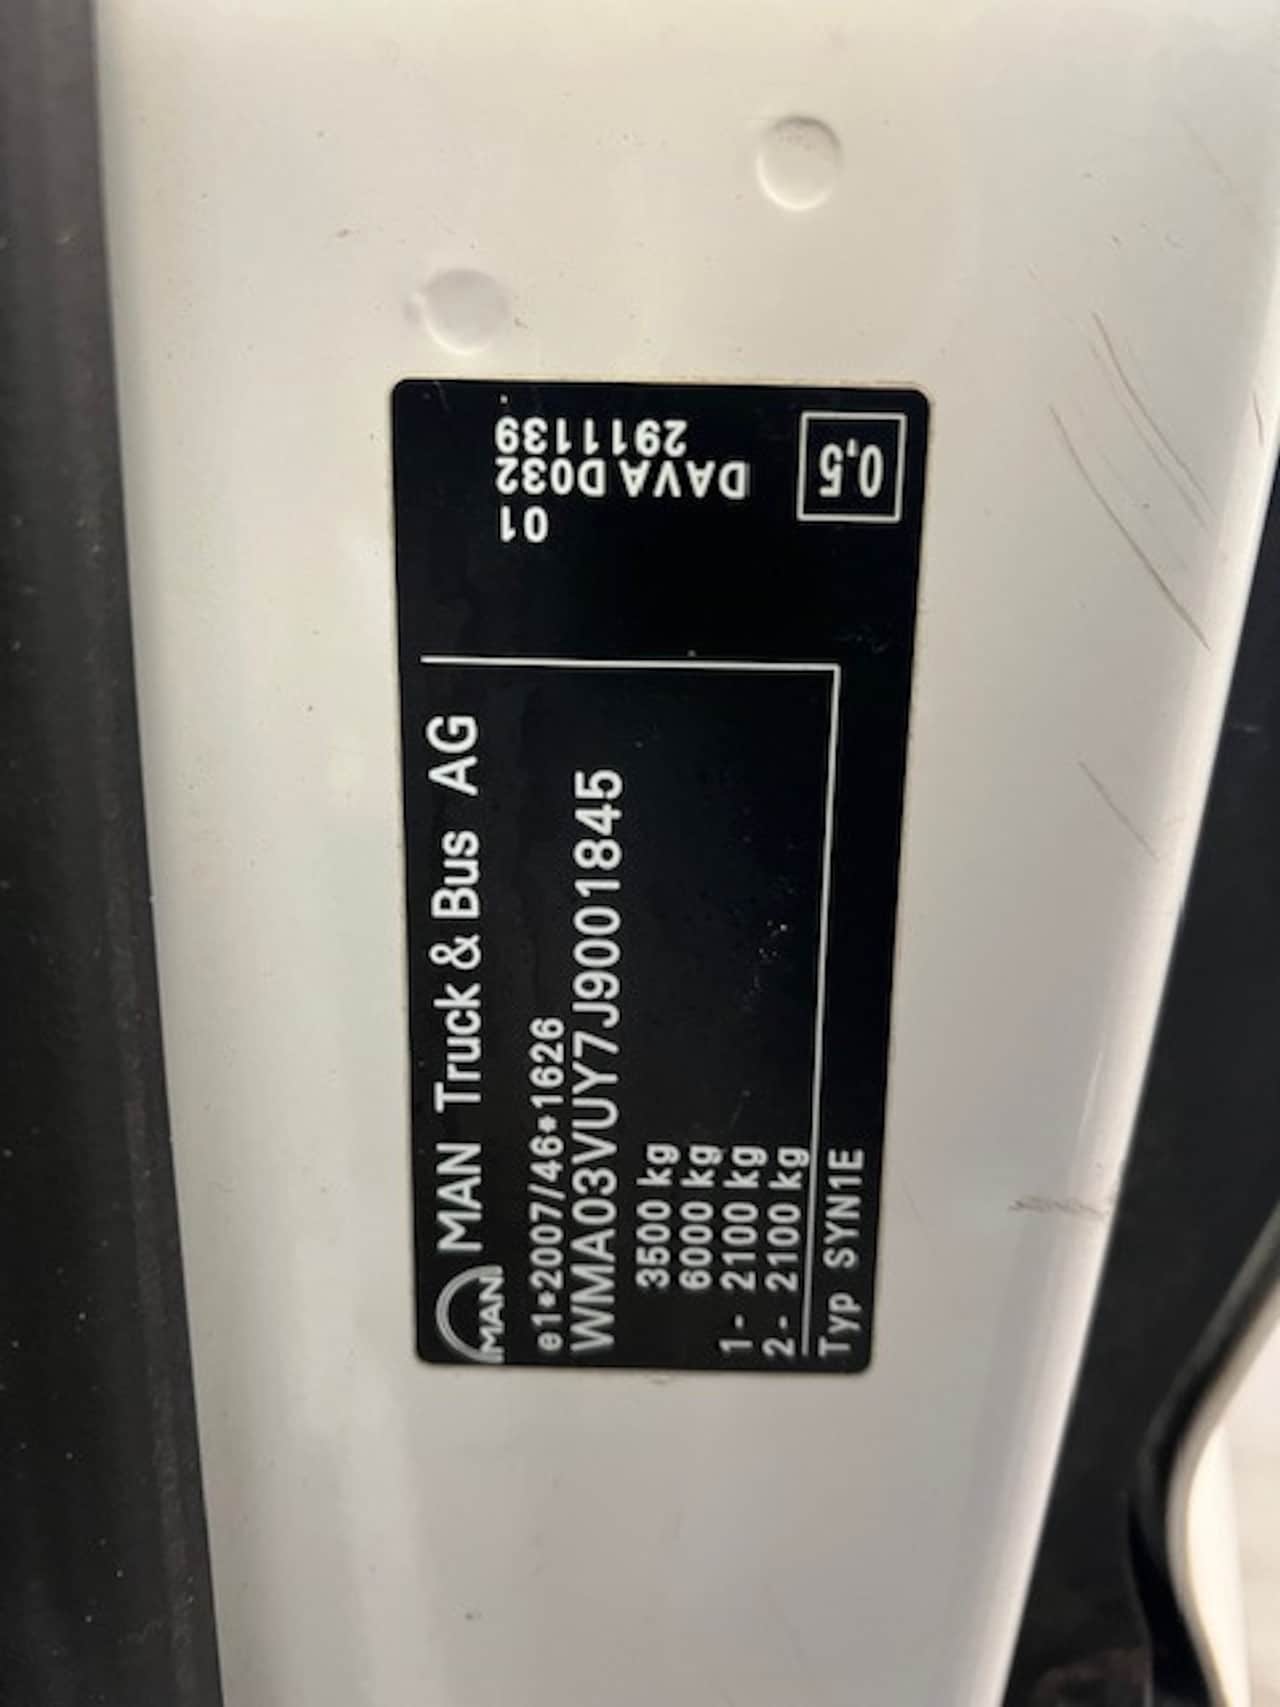 MAN
MAN Truck & Bus AG
e1*2007/46*1626
WMA03VUY7J9001845
3500 kg
6000 kg
1- 2100 kg
2- 2100 kg
Typ SYN1E
01
DAVA D032
2911139
0,5